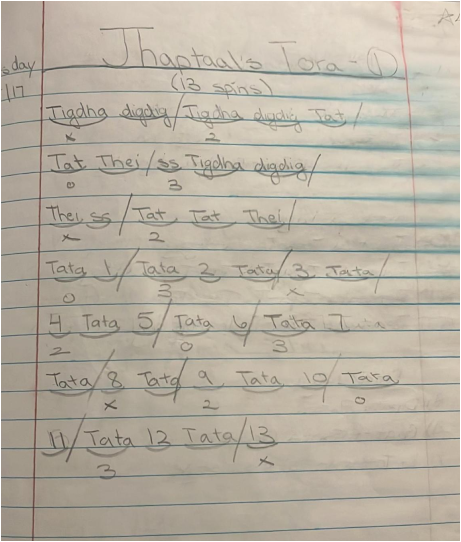 Jhaptaal's Tora - ①
day
(13 spins)
/17
Tigdha digdig / Tigdha digdig Tat /
x 2
Tat Thei / ss Tigdha digdig /
0 3
Thei ss / Tat Tat Thei /
x 2
Tata 1 / Tata 2 Tata / 3 Tata /
0 3 x
4 Tata 5 / Tata 6 / Tata 7
2 0 3
Tata / 8 Tata / 9 Tata 10 / Tata
x 2 0
11 / Tata 12 Tata / 13
3 x